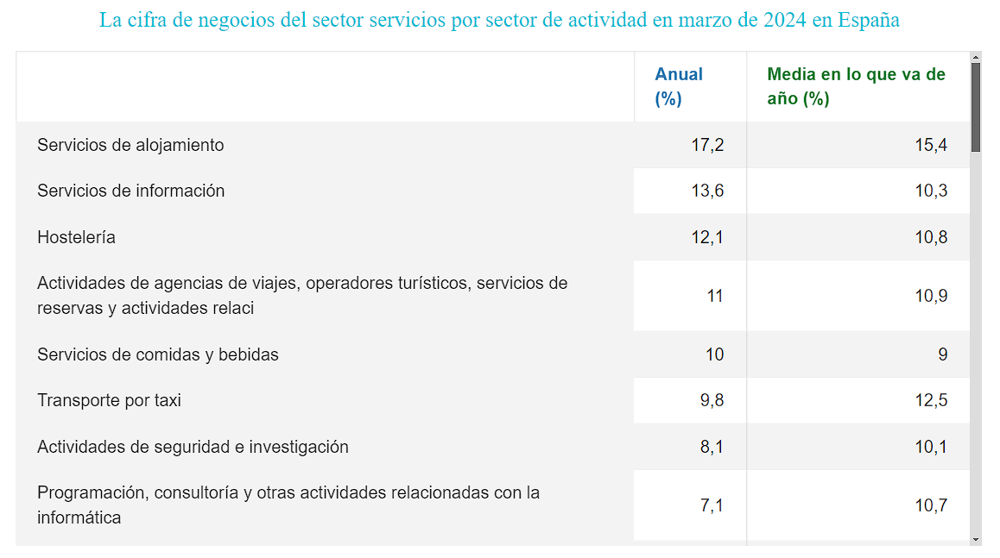 La cifra de negocios del sector servicios por sector de actividad en marzo de 2024 en España
Anual (%) Media en lo que va de año (%)
Servicios de alojamiento 17,2 15,4
Servicios de información 13,6 10,3
Hostelería 12,1 10,8
Actividades de agencias de viajes, operadores turísticos, servicios de
reservas y actividades relaci 11 10,9
Servicios de comidas y bebidas 10 9
Transporte por taxi 9,8 12,5
Actividades de seguridad e investigación 8,1 10,1
Programación, consultoría y otras actividades relacionadas con la
informática 7,1 10,7